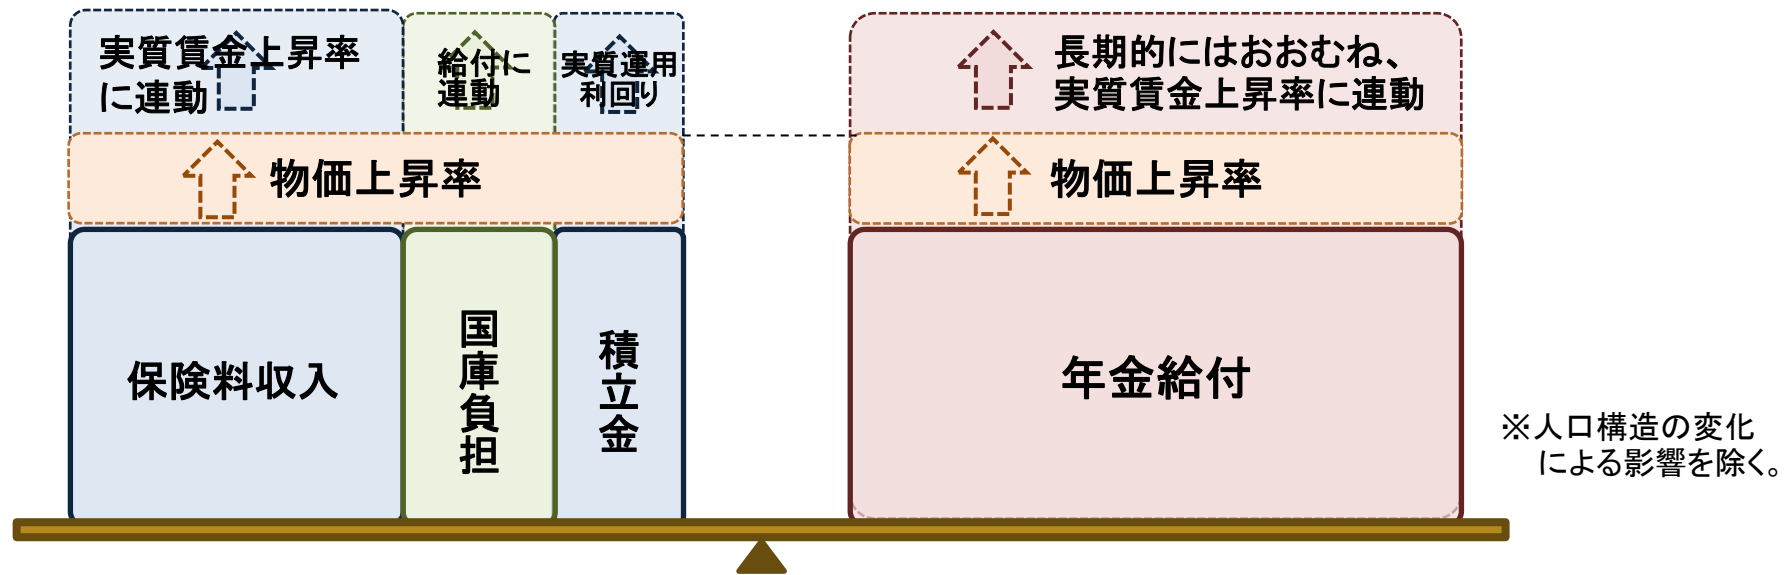 実質賃金上昇率
に連動
給付に
連動
実質運用
利回り
長期的にはおおむね、
実質賃金上昇率に連動
物価上昇率
物価上昇率
保険料収入
国庫負担
積立金
年金給付
※人口構造の変化
による影響を除く。